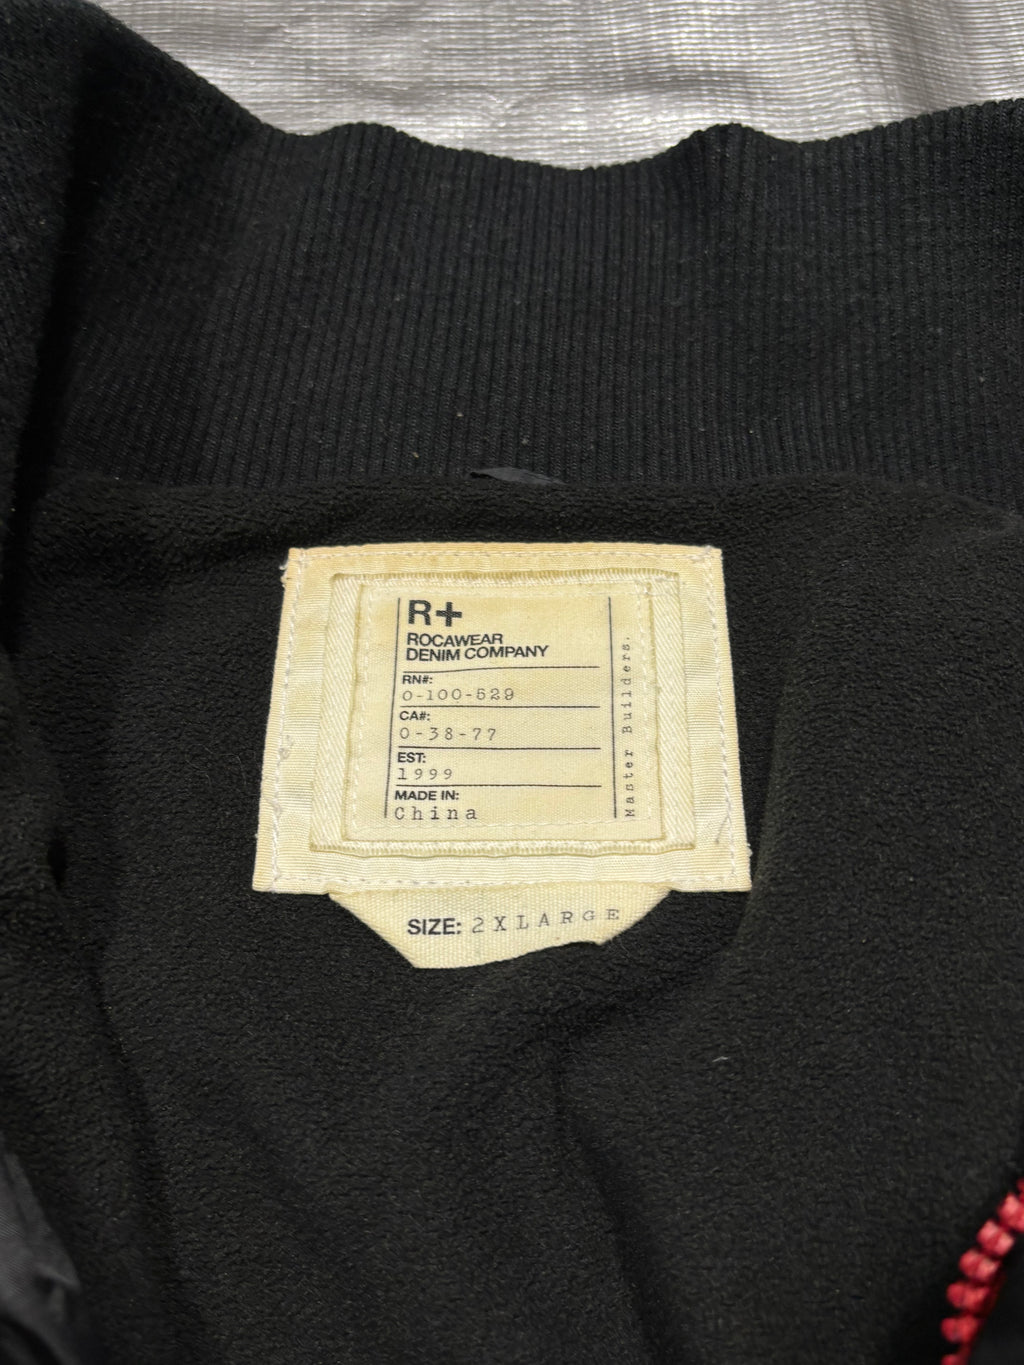 R+
ROCAWEAR
DENIM COMPANY
RN#:
0-100-529
CA#:
0-38-77
EST:
1999
MADE IN:
China
Master Builders.
SIZE: 2XLARGE